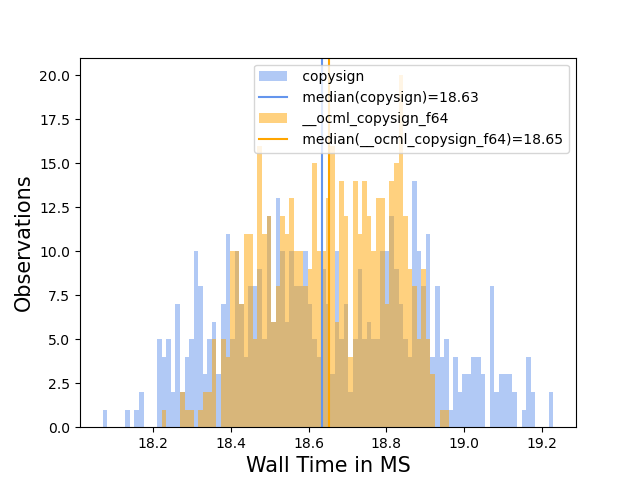 copysign
median(copysign)=18.63
__ocml_copysign_f64
median(__ocml_copysign_f64)=18.65
20.0
17.5
15.0
12.5
10.0
7.5
5.0
2.5
0.0
Observations
18.2 18.4 18.6 18.8 19.0 19.2
Wall Time in MS